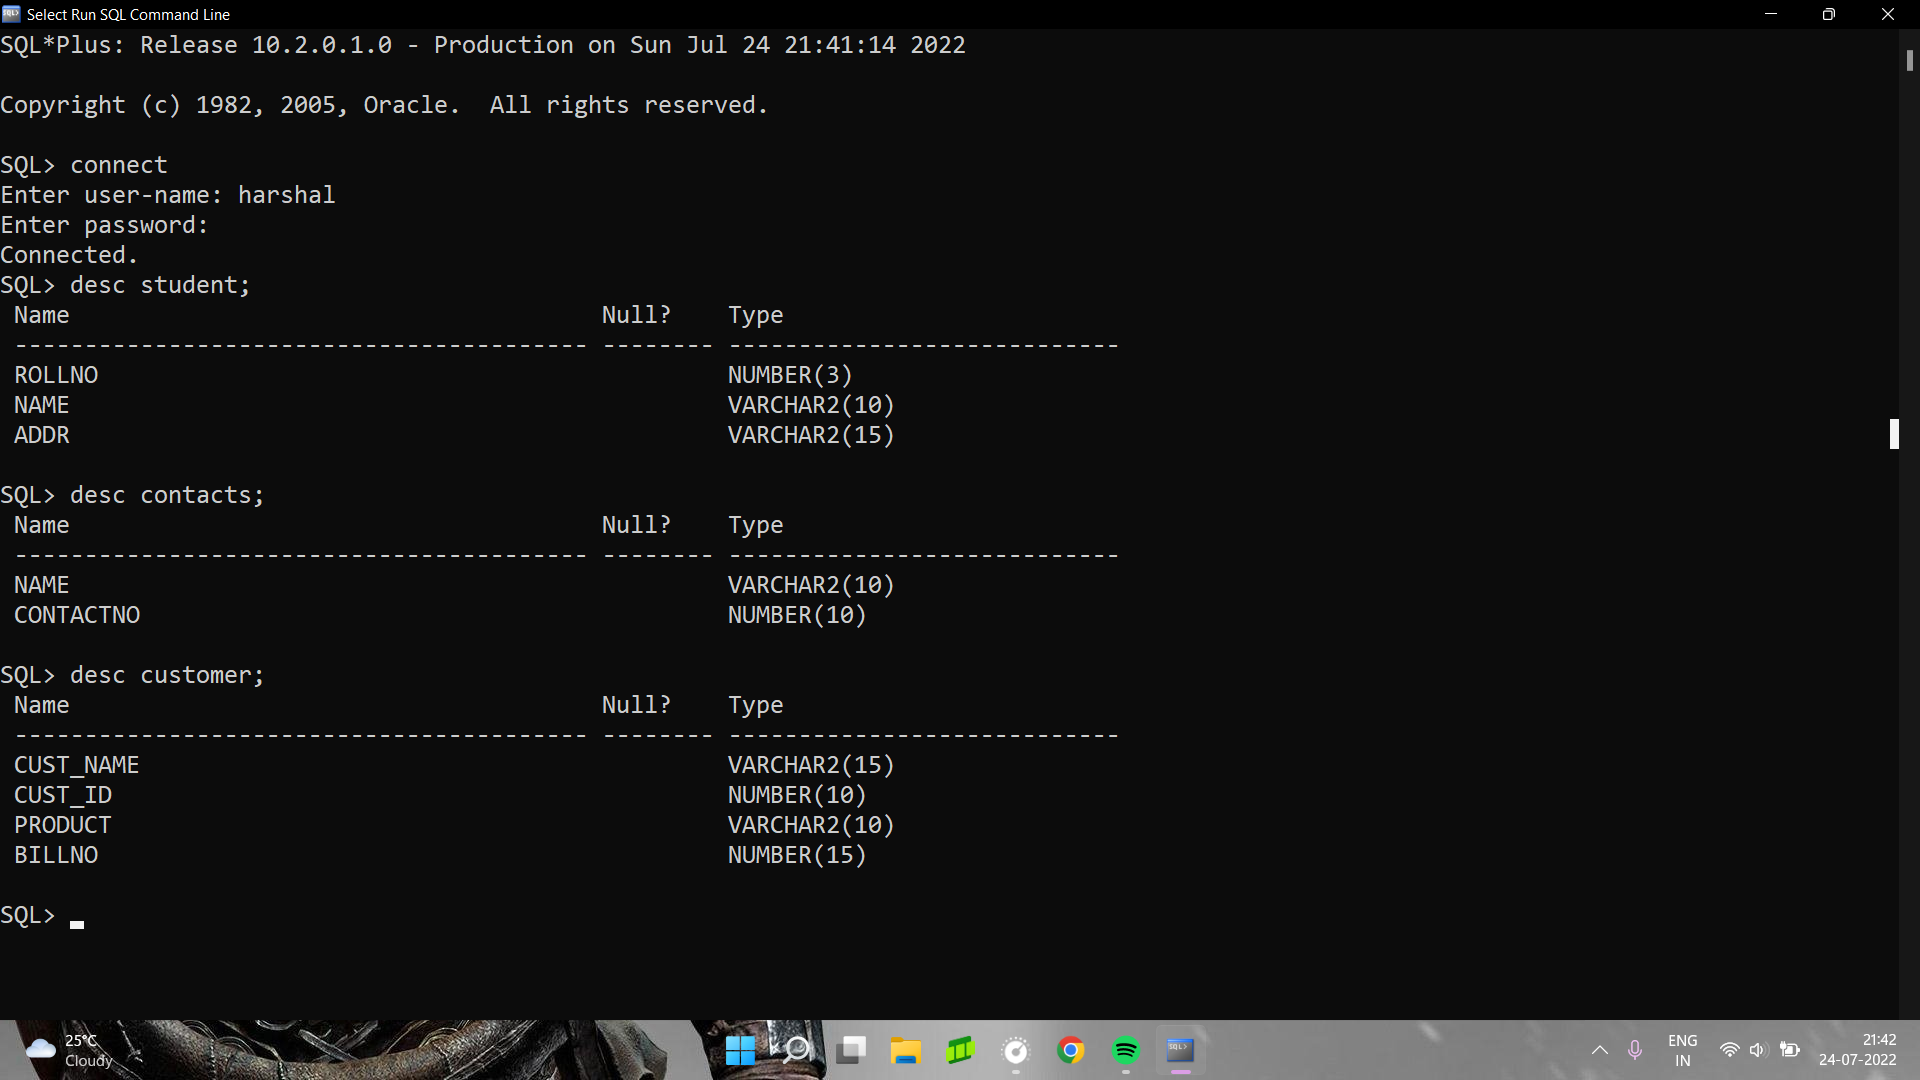 Select Run SQL Command Line
SQL*Plus: Release 10.2.0.1.0 - Production on Sun Jul 24 21:41:14 2022
Copyright (c) 1982, 2005, Oracle.  All rights reserved.
SQL> connect
Enter user-name: harshal
Enter password:
Connected.
SQL> desc student;
Name                                      Null?    Type
----------------------------------------- -------- ----------------------------
ROLLNO                                             NUMBER(3)
NAME                                               VARCHAR2(10)
ADDR                                               VARCHAR2(15)
SQL> desc contacts;
Name                                      Null?    Type
----------------------------------------- -------- ----------------------------
NAME                                               VARCHAR2(10)
CONTACTNO                                          NUMBER(10)
SQL> desc customer;
Name                                      Null?    Type
----------------------------------------- -------- ----------------------------
CUST_NAME                                          VARCHAR2(15)
CUST_ID                                            NUMBER(10)
PRODUCT                                            VARCHAR2(10)
BILLNO                                             NUMBER(15)
SQL>
25°C
Cloudy
SQL>
ENG
IN
21:42
24-07-2022